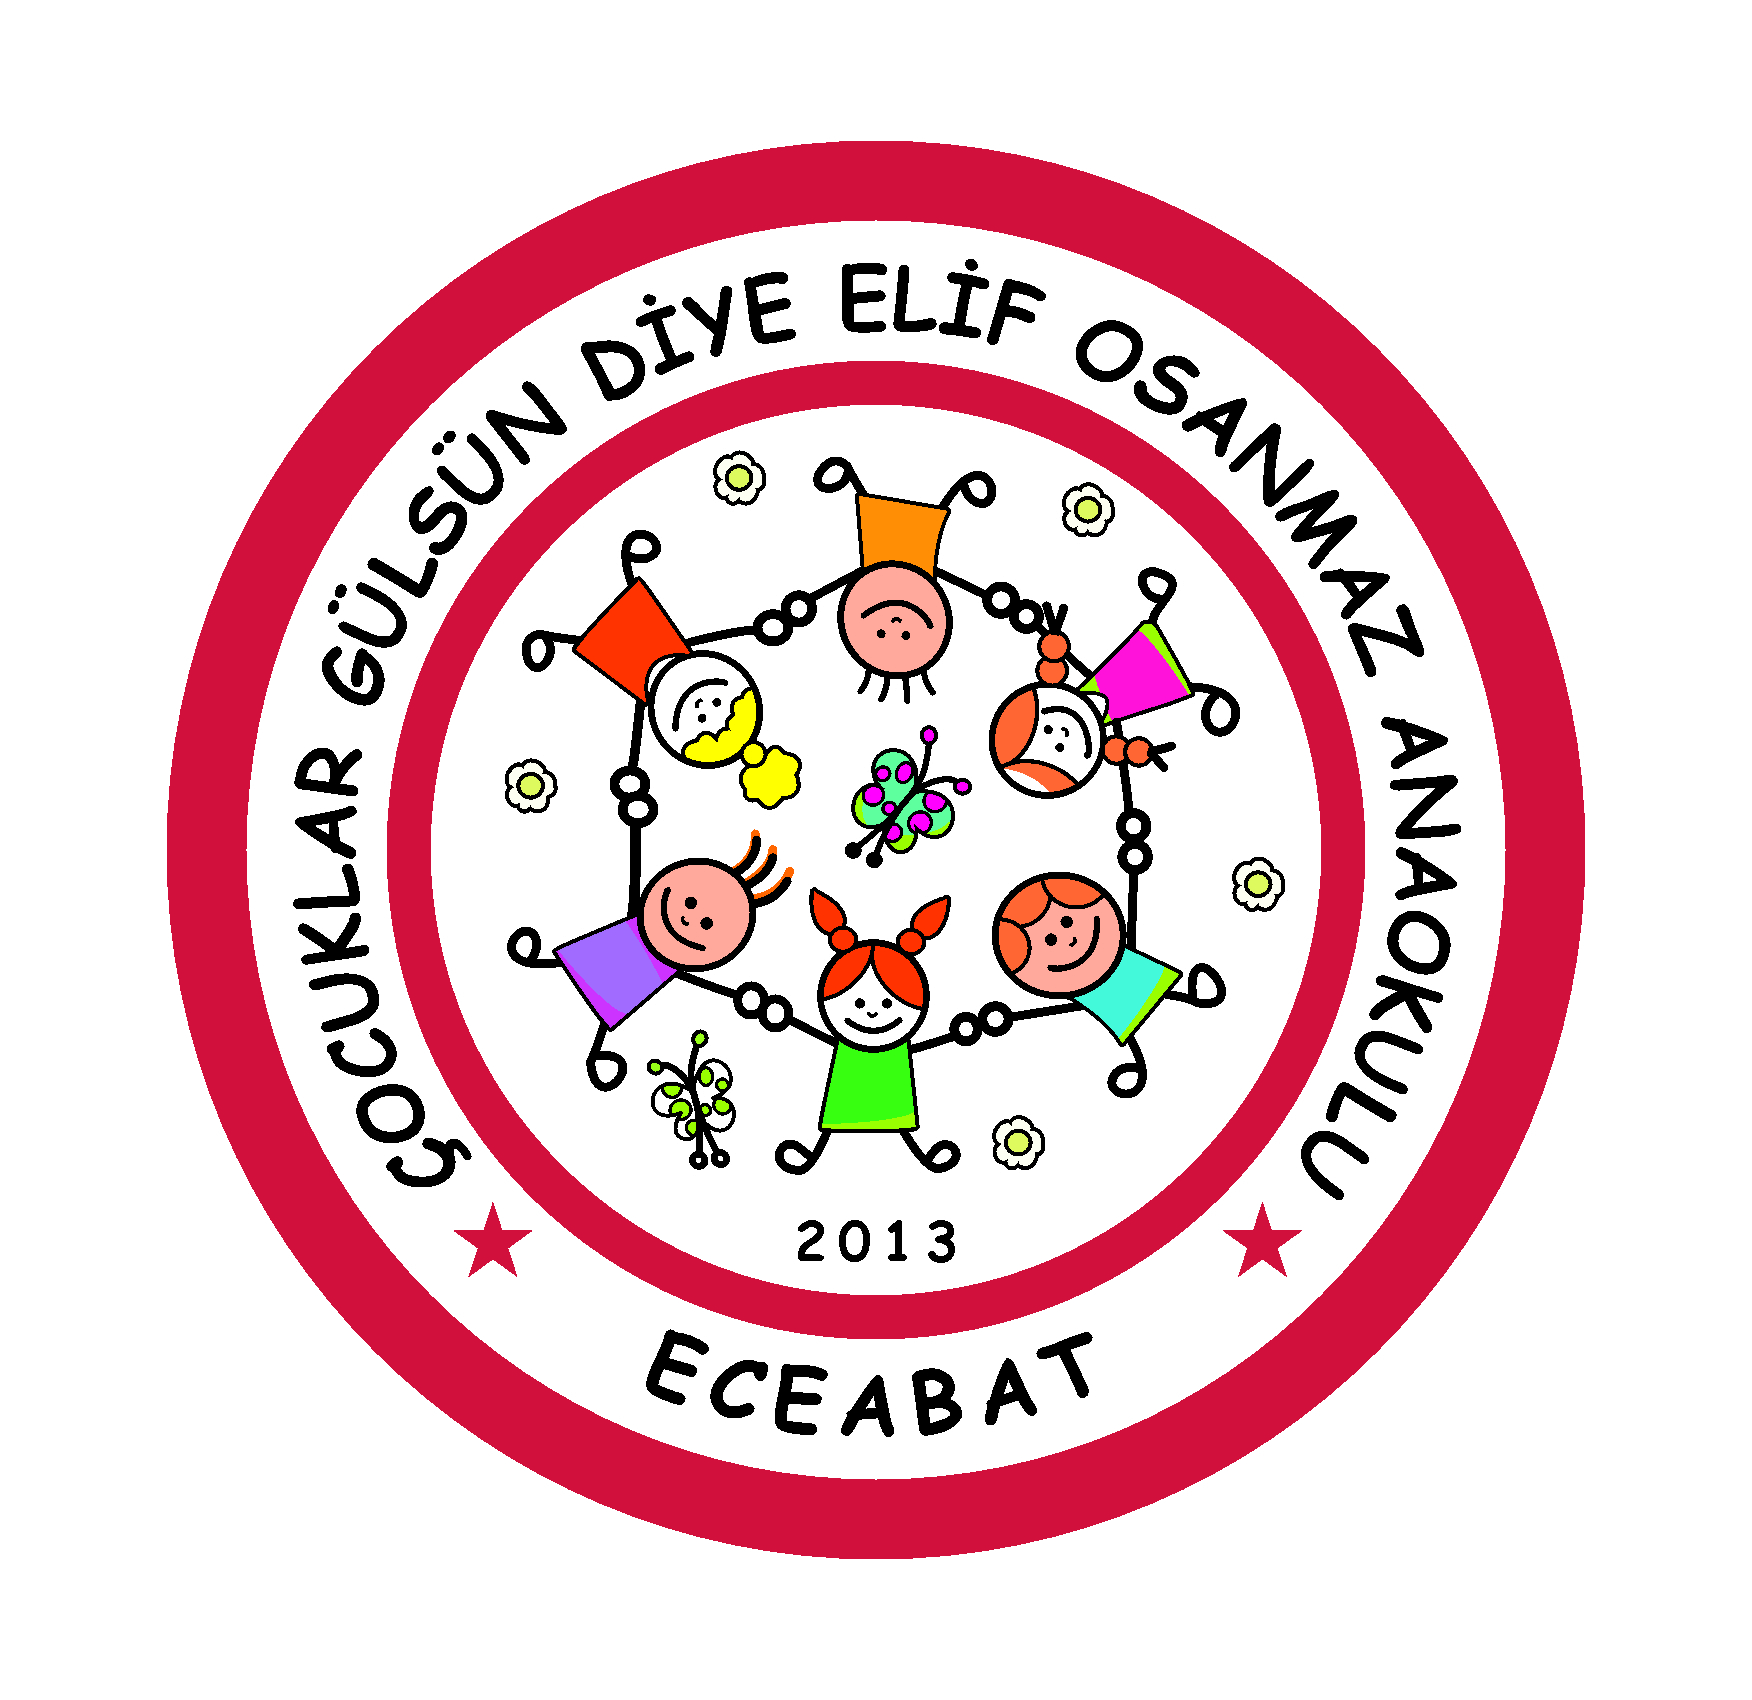 ÇOCUKLAR GÜLSÜN DİYE ELİF OSANMAZ ANAOKULU
2013
ECEABAT